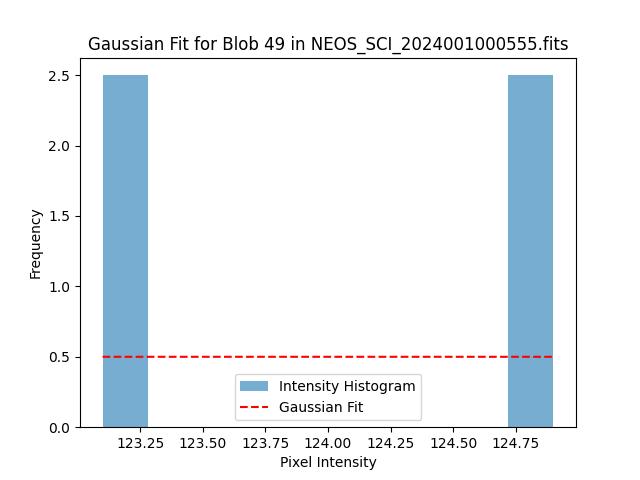 Gaussian Fit for Blob 49 in NEOS_SCI_2024001000555.fits
2.5
2.0
1.5
1.0
0.5
0.0
Frequency
Intensity Histogram
Gaussian Fit
123.25 123.50 123.75 124.00 124.25 124.50 124.75
Pixel Intensity